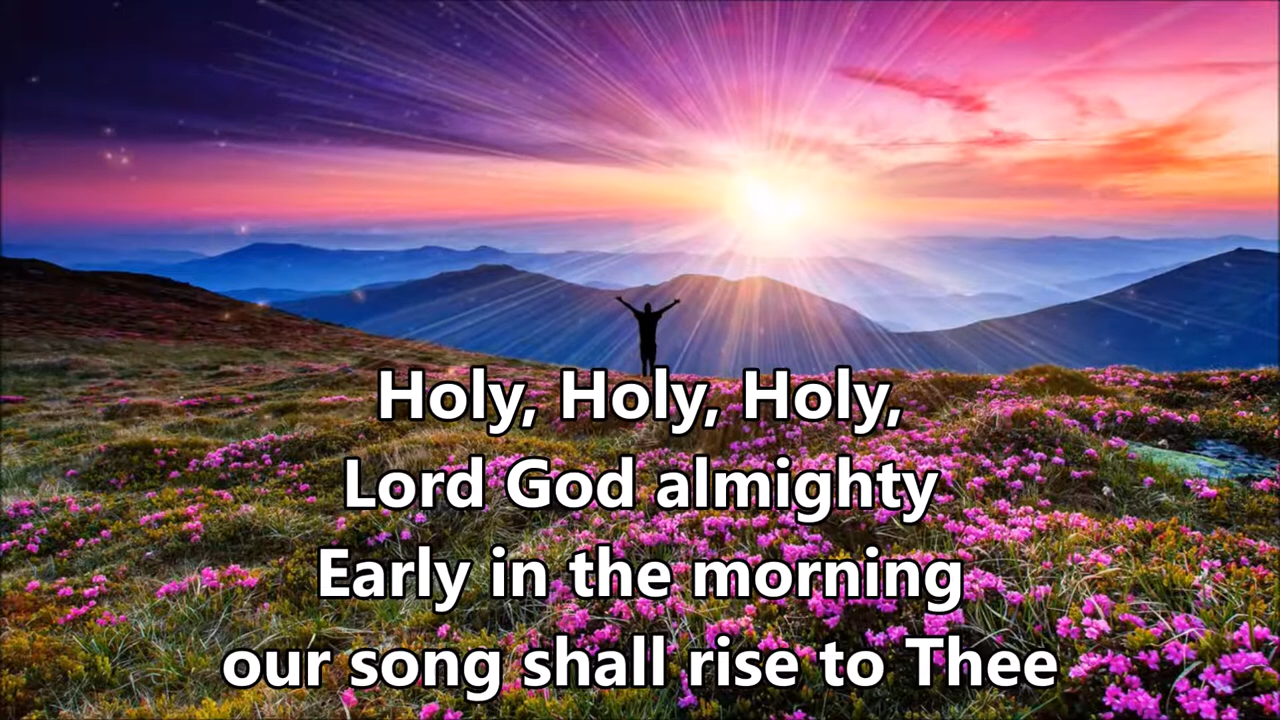 Holy, Holy, Holy,
Lord God almighty
Early in the morning
our song shall rise to Thee